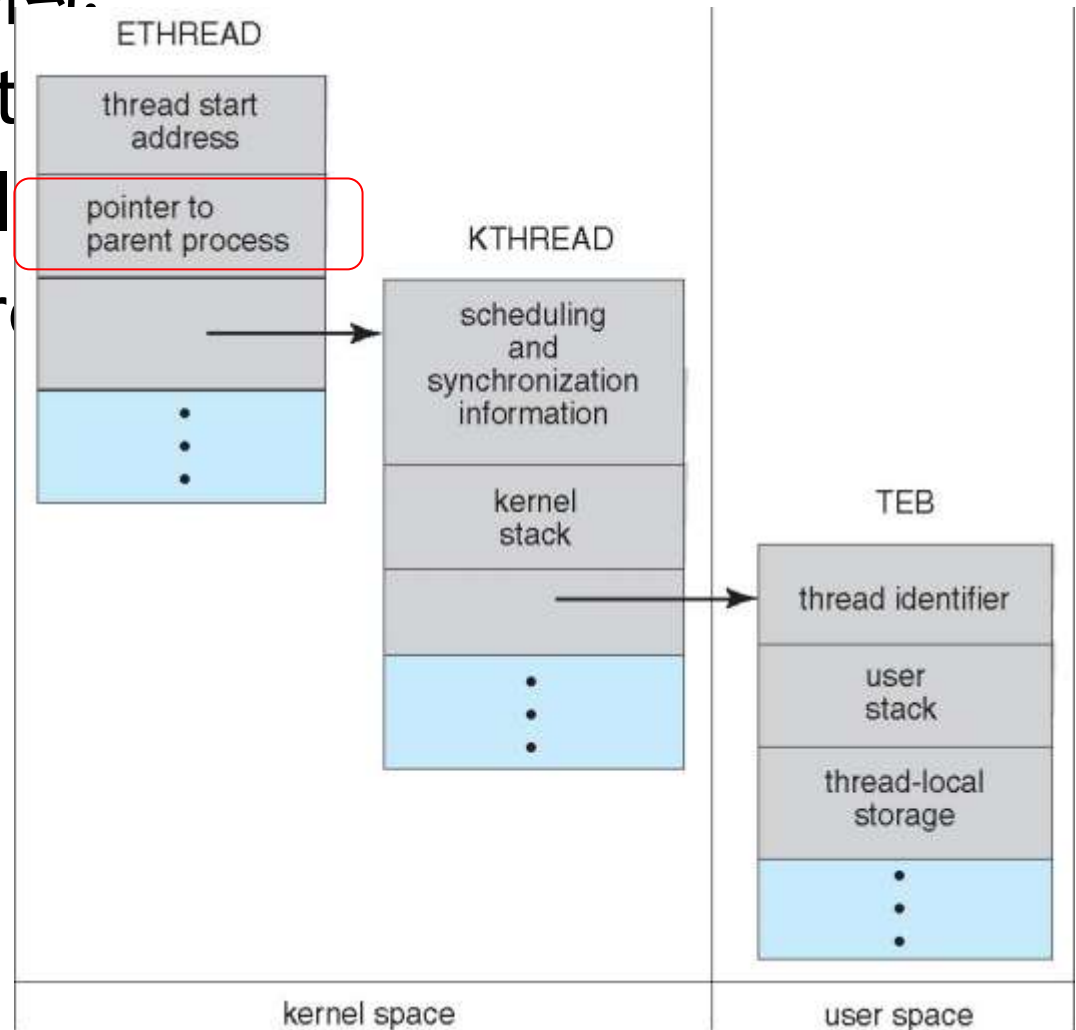 ETHREAD
thread start
address
pointer to
parent process
KTHREAD
scheduling
and
synchronization
information
kernel
stack
TEB
thread identifier
user
stack
thread-local
storage
kernel space
user space